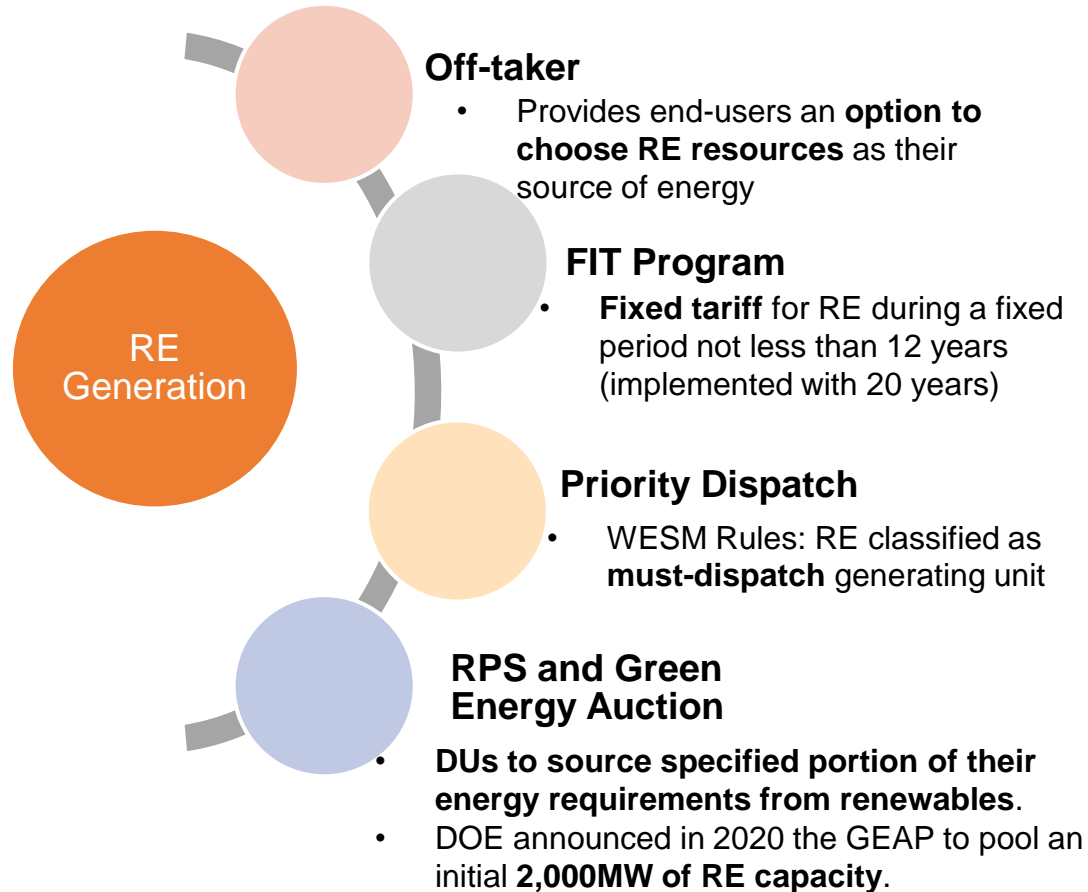 Off-taker
• Provides end-users an option to
choose RE resources as their
source of energy
FIT Program
• Fixed tariff for RE during a fixed
period not less than 12 years
(implemented with 20 years)
RE
Generation
Priority Dispatch
• WESM Rules: RE classified as
must-dispatch generating unit
RPS and Green
Energy Auction
• DUs to source specified portion of their
energy requirements from renewables.
• DOE announced in 2020 the GEAP to pool an
initial 2,000MW of RE capacity.